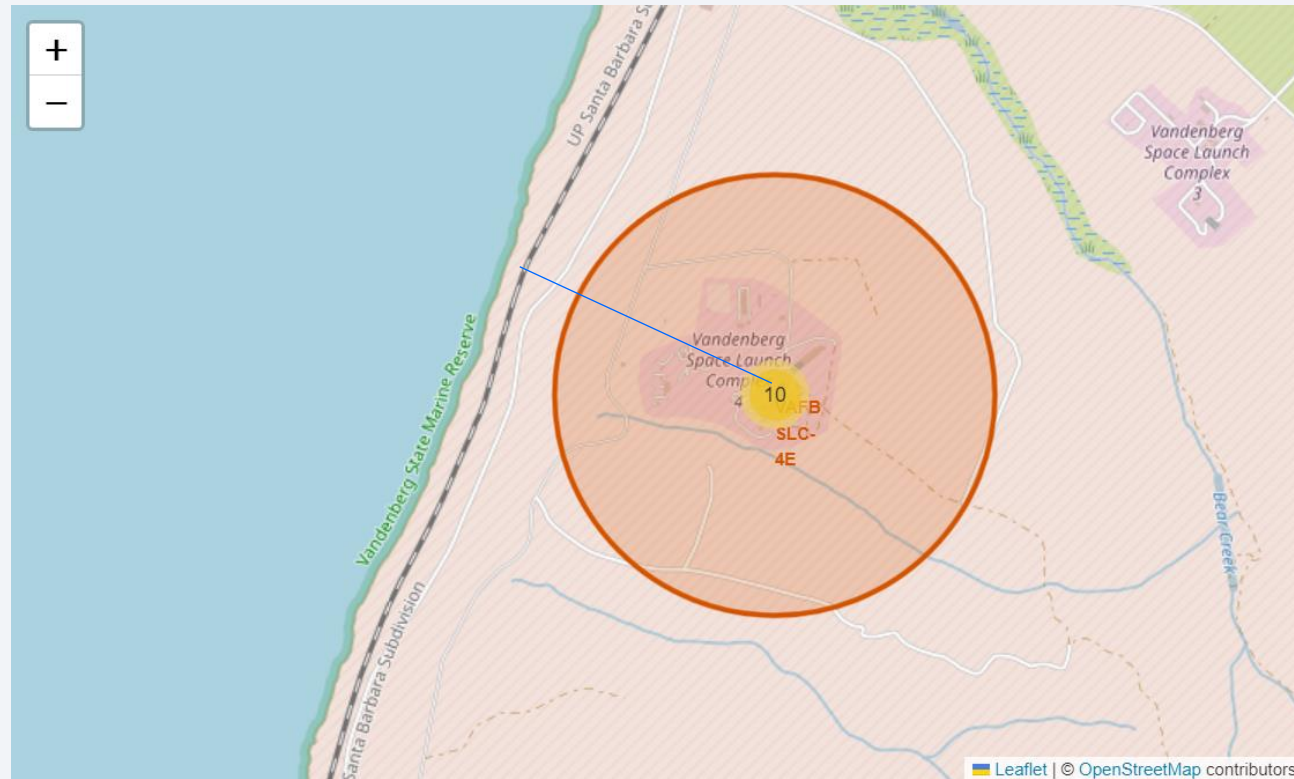 +
−
UP Santa Barbara S
Vandenberg
Space Launch
Complex
3
Vandenberg State Marine Reserve
Vandenberg
Space Launch
Complex
4
10
VAFB
SLC-
4E
Bear Creek
Santa Barbara Subdivision
Leaflet | © OpenStreetMap contributors